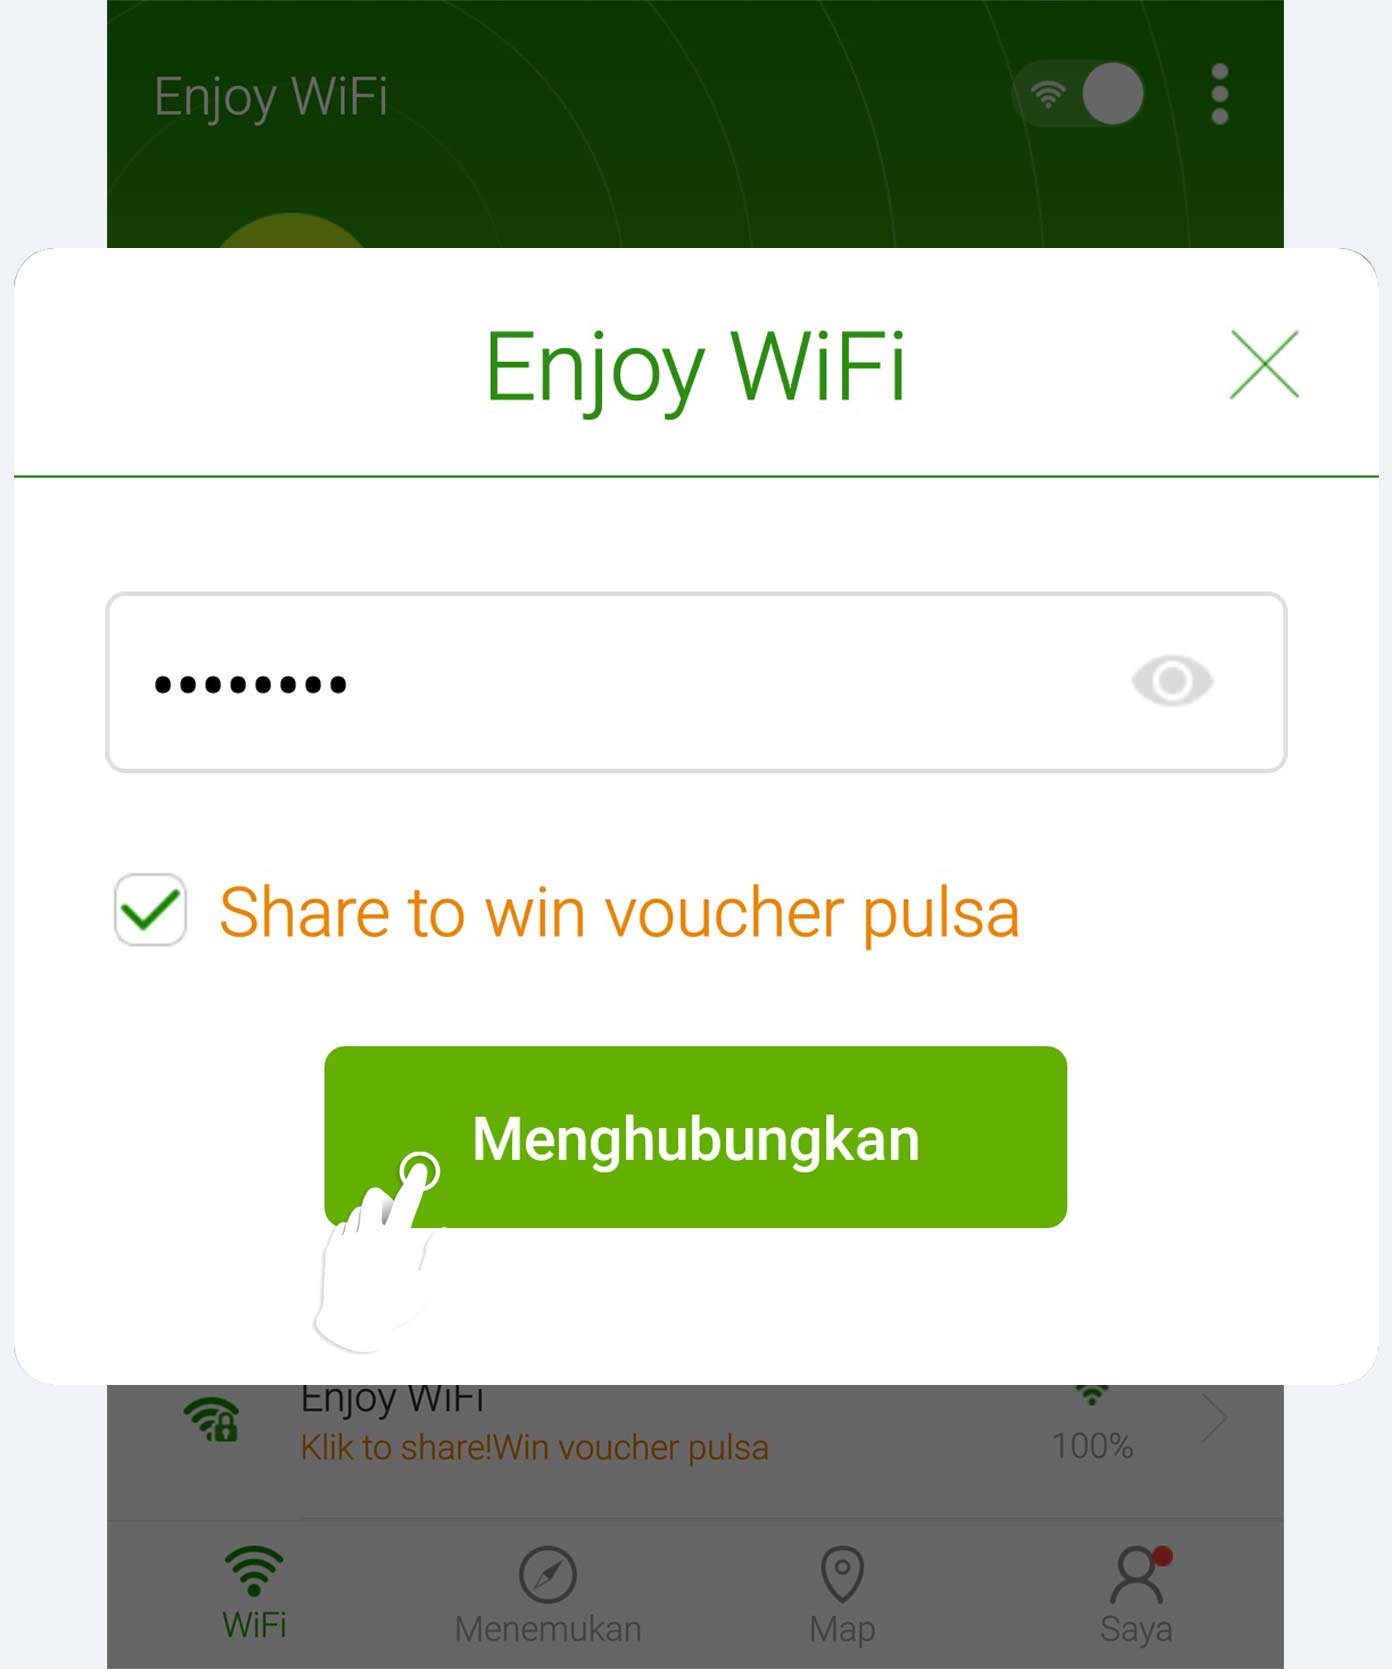 Enjoy WiFi
Enjoy WiFi
••••••••
Share to win voucher pulsa
Menghubungkan
Enjoy WiFi
Klik to share!Win voucher pulsa
100%
WiFi
Menemukan
Map
Saya